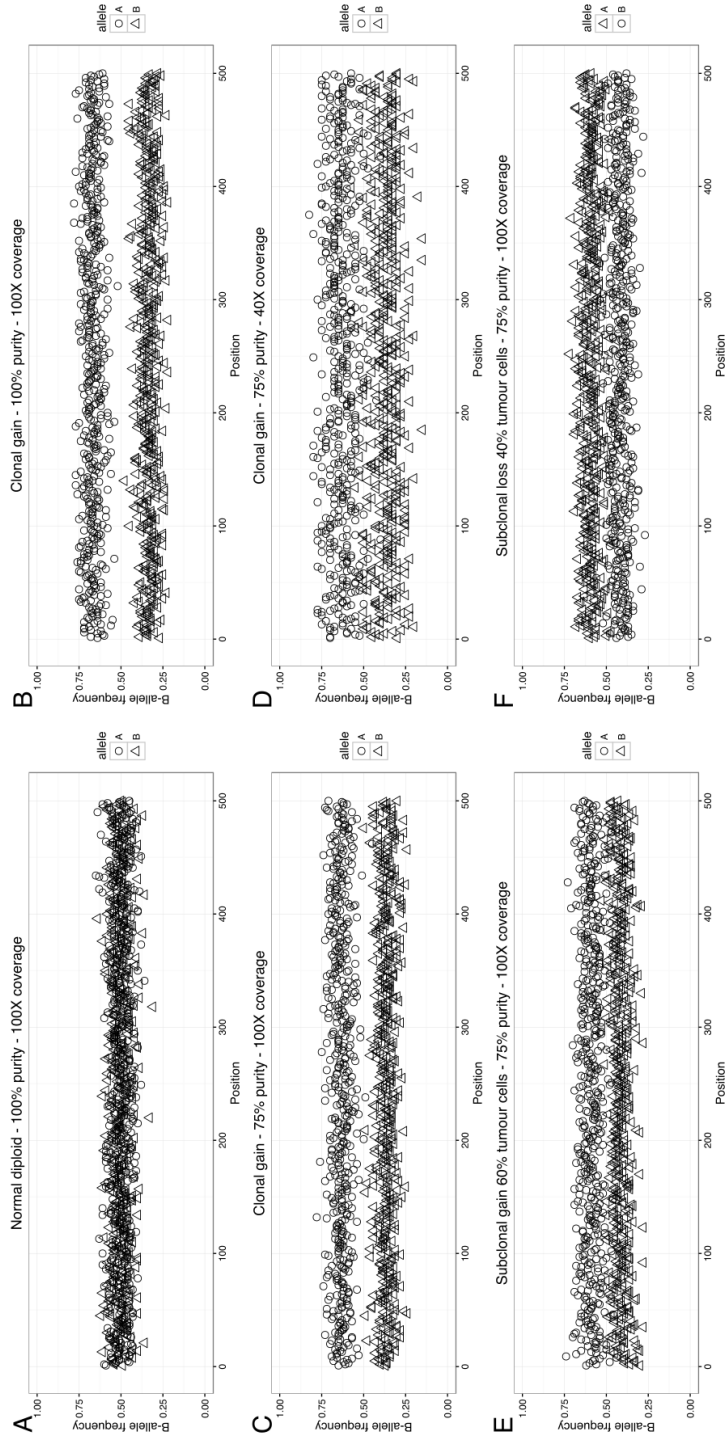 A
Normal diploid - 100% purity - 100X coverage
B-allele frequency
1.00
0.75
0.50
0.25
0.00
0
100
200
300
400
500
Position
allele
A
B
B
Clonal gain - 100% purity - 100X coverage
B-allele frequency
1.00
0.75
0.50
0.25
0.00
0
100
200
300
400
500
Position
allele
A
B
C
Clonal gain - 75% purity - 100X coverage
B-allele frequency
1.00
0.75
0.50
0.25
0.00
0
100
200
300
400
500
Position
allele
A
B
D
Clonal gain - 75% purity - 40X coverage
B-allele frequency
1.00
0.75
0.50
0.25
0.00
0
100
200
300
400
500
Position
allele
A
B
E
Subclonal gain 60% tumour cells - 75% purity - 100X coverage
B-allele frequency
1.00
0.75
0.50
0.25
0.00
0
100
200
300
400
500
Position
allele
A
B
F
Subclonal loss 40% tumour cells - 75% purity - 100X coverage
B-allele frequency
1.00
0.75
0.50
0.25
0.00
0
100
200
300
400
500
Position
allele
A
B